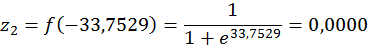 z₂ = f(−33,7529) = 1 / (1 + e^{33,7529}) = 0,0000